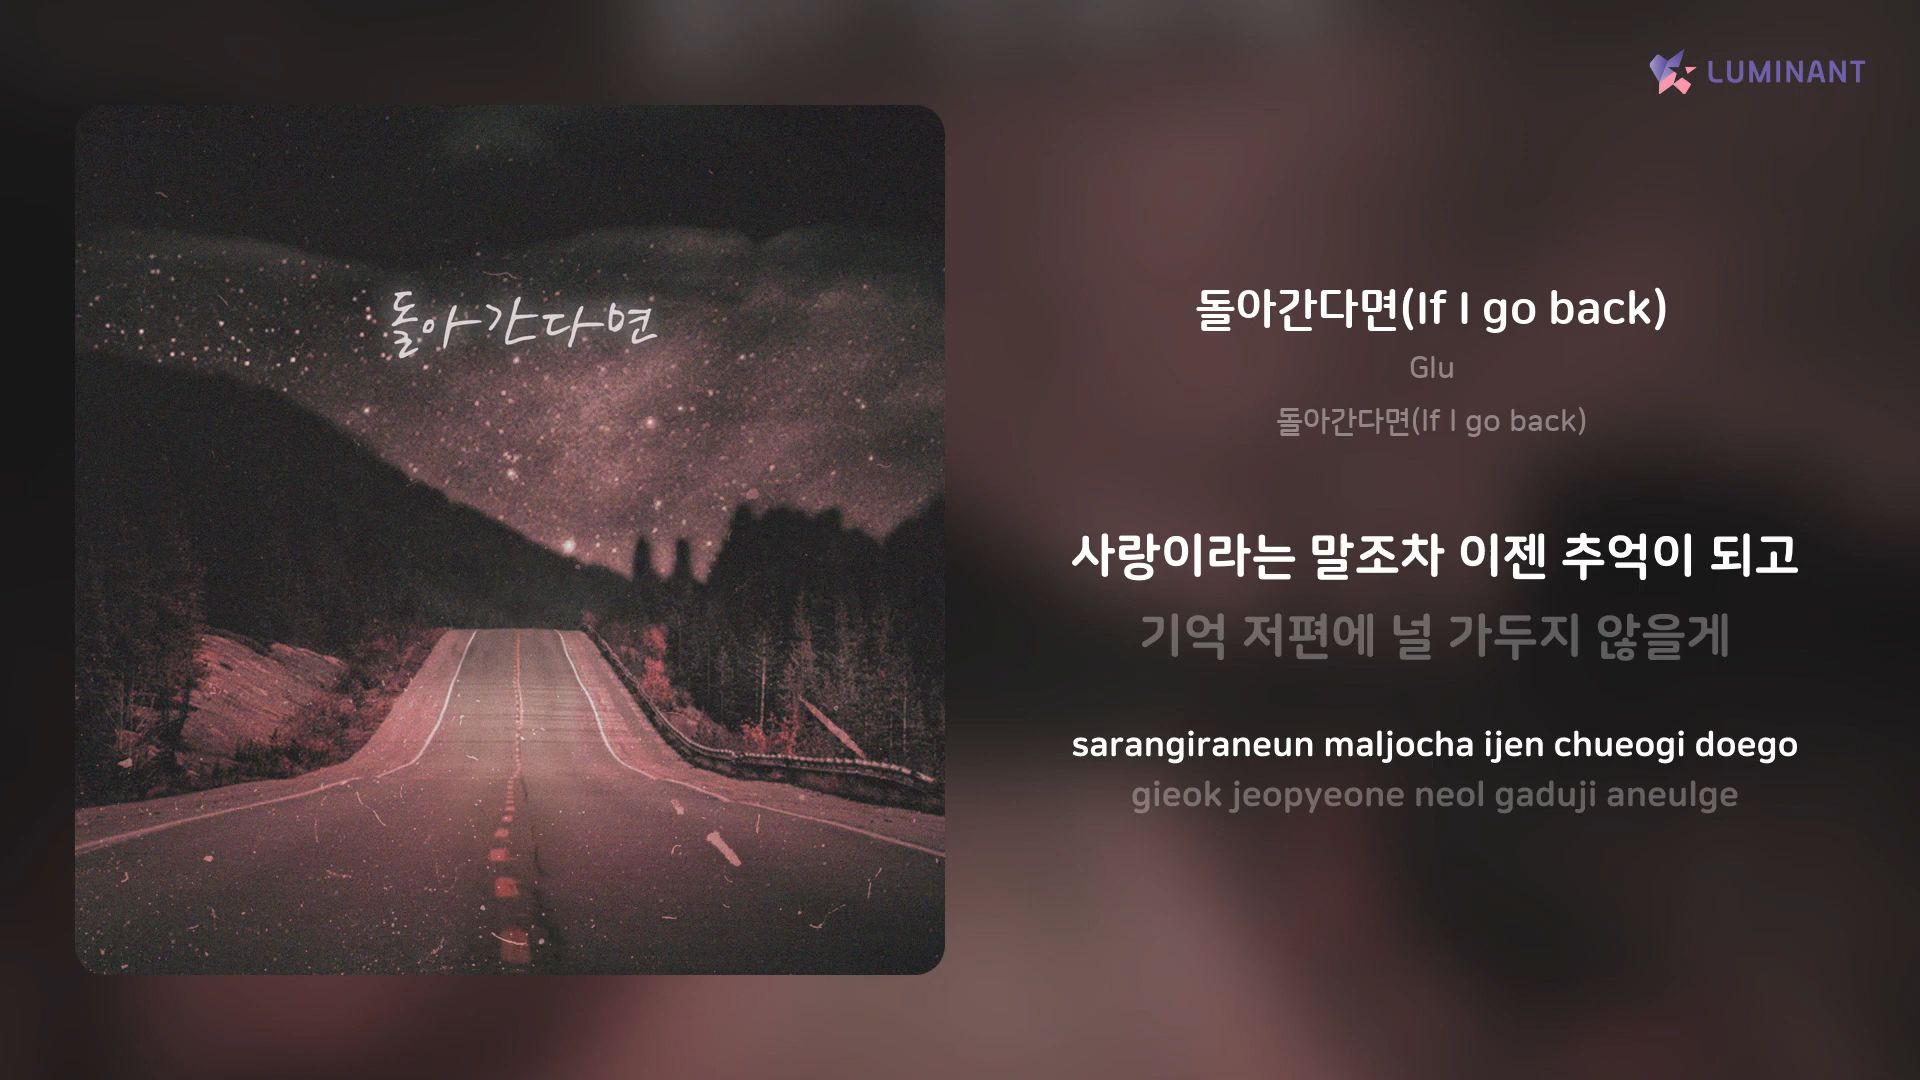 LUMINANT
돌아간다면
돌아간다면(If I go back)
Glu
돌아간다면(If I go back)
사랑이라는 말조차 이젠 추억이 되고
기억 저편에 널 가두지 않을게
sarangiraneun maljocha ijen chueogi doego
gieok jeopyeone neol gaduji aneulge